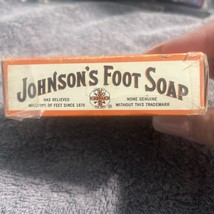 JOHNSON'S FOOT SOAP
HAS RELIEVED
MILLIONS OF FEET SINCE 1870
NONE GENUINE
WITHOUT THIS TRADEMARK